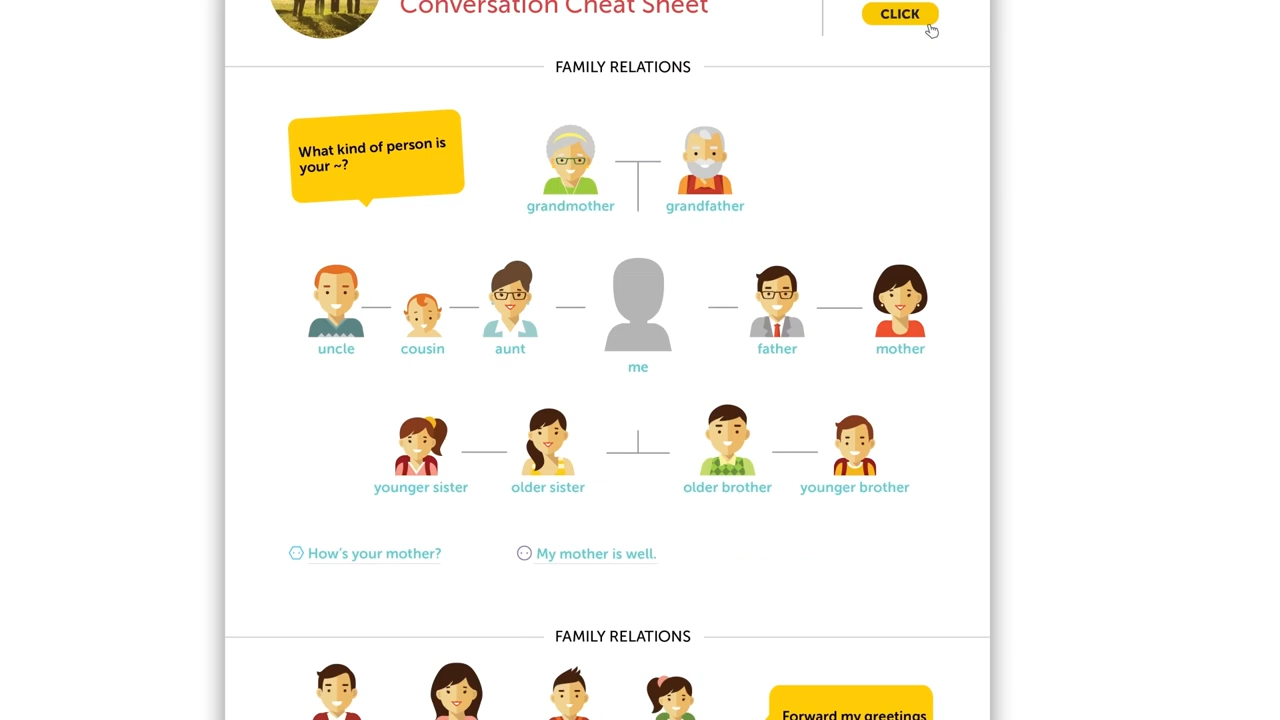 Conversation Cheat Sheet
CLICK
FAMILY RELATIONS
What kind of person is
your ~?
grandmother
grandfather
uncle
cousin
aunt
me
father
mother
younger sister
older sister
older brother
younger brother
How's your mother?
My mother is well.
FAMILY RELATIONS
Forward my greetings